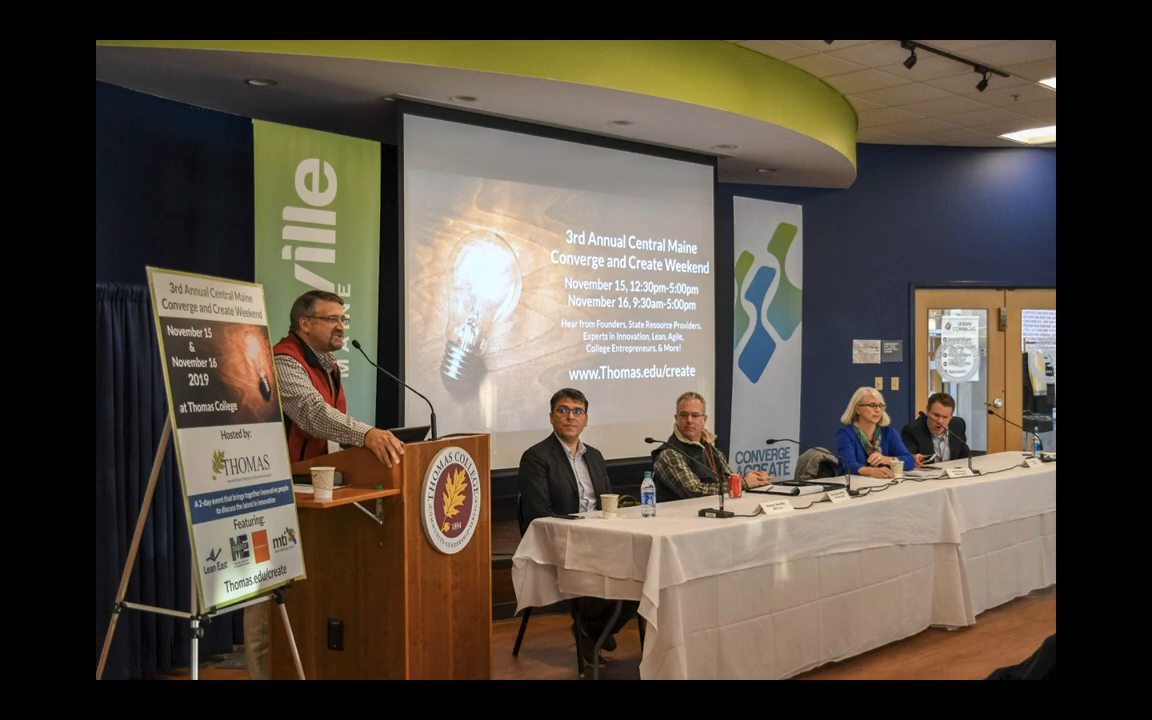 3rd Annual Central Maine
Converge and Create Weekend
November 15
&
November 16
2019
at Thomas College
Hosted by:
THOMAS
A 2-day event that brings together innovative people
to discuss the latest in innovation
Featuring:
Lean East
mti
Thomas.edu/create
ville
3rd Annual Central Maine
Converge and Create Weekend
November 15, 12:30pm-5:00pm
November 16, 9:30am-5:00pm
Hear from Founders, State Resource Providers,
Experts in Innovation, Lean, Agile,
College Entrepreneurs, & More!
www.Thomas.edu/create
THOMAS COLLEGE
1894
CONVERGE
&CREATE